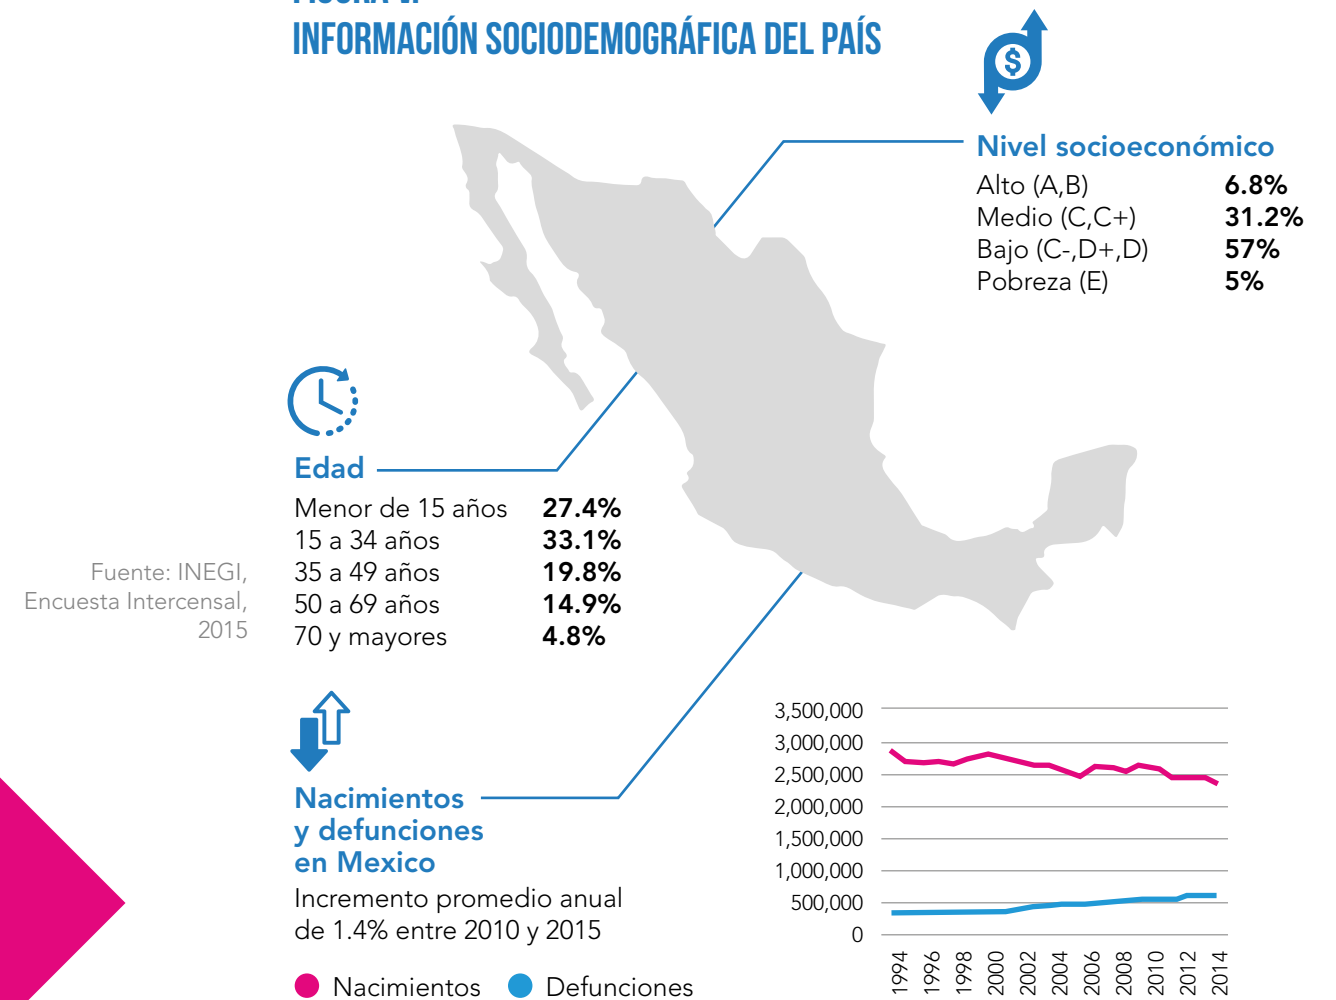 INFORMACIÓN SOCIODEMOGRÁFICA DEL PAÍS
$
Nivel socioeconómico
Alto (A,B) 6.8%
Medio (C,C+) 31.2%
Bajo (C-,D+,D) 57%
Pobreza (E) 5%
Edad
Menor de 15 años 27.4%
15 a 34 años 33.1%
35 a 49 años 19.8%
50 a 69 años 14.9%
70 y mayores 4.8%
Fuente: INEGI,
Encuesta Intercensal,
2015
Nacimientos
y defunciones
en Mexico
Incremento promedio anual
de 1.4% entre 2010 y 2015
Nacimientos Defunciones
3,500,000
3,000,000
2,500,000
2,000,000
1,500,000
1,000,000
500,000
0
1994 1996 1998 2000 2002 2004 2006 2008 2010 2012 2014